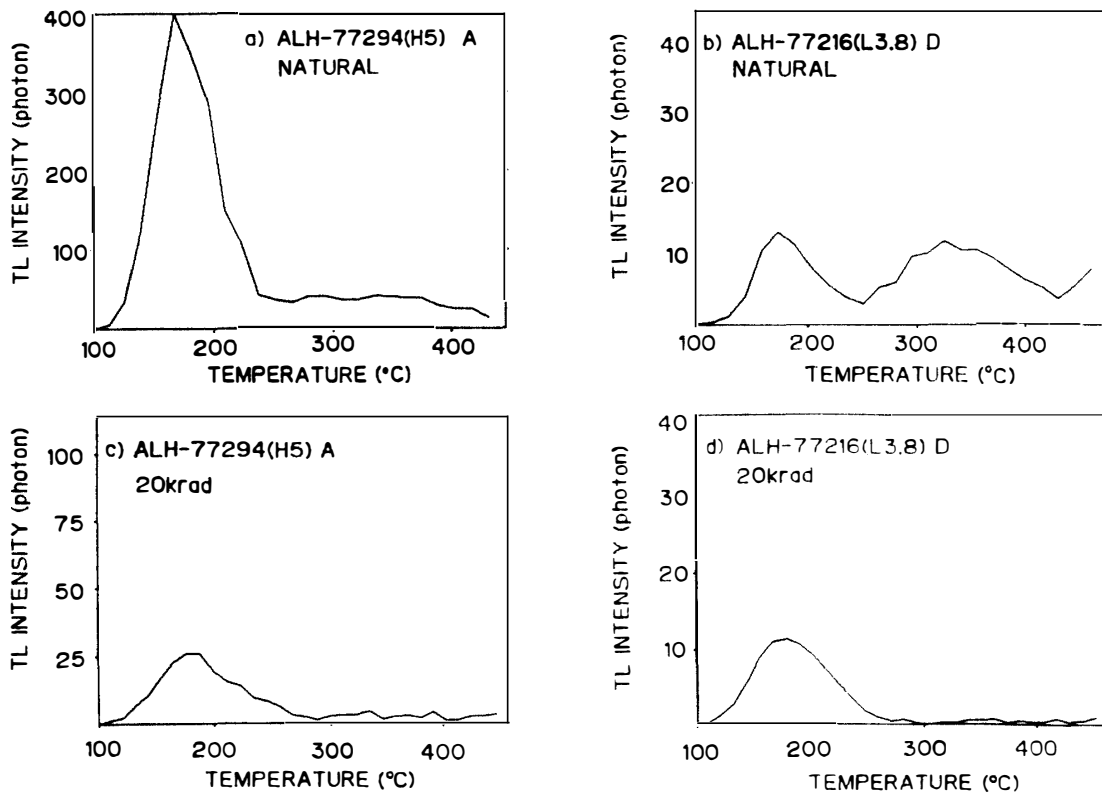 a) ALH-77294(H5) A
NATURAL
TL INTENSITY (photon)
400
300
200
100
100 200 300 400
TEMPERATURE (°C)
b) ALH-77216(L3.8) D
NATURAL
TL INTENSITY (photon)
40
30
20
10
100 200 300 400
TEMPERATURE (°C)
c) ALH-77294(H5) A
20krad
TL INTENSITY (photon)
100
75
50
25
100 200 300 400
TEMPERATURE (°C)
d) ALH-77216(L3.8) D
20krad
TL INTENSITY (photon)
40
30
20
10
100 200 300 400
TEMPERATURE (°C)